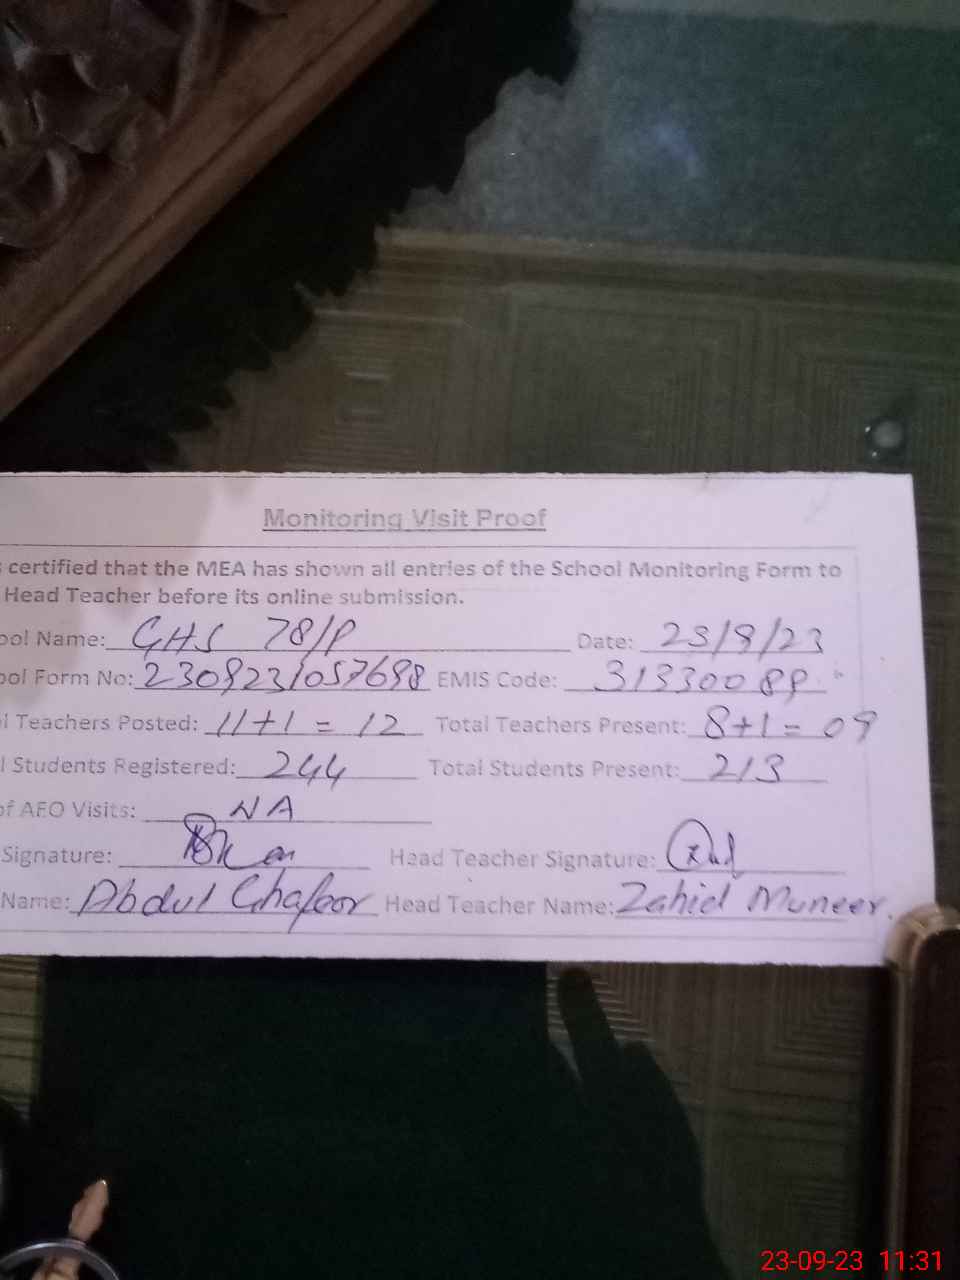 Monitoring Visit Proof
certified that the MEA has shown all entries of the School Monitoring Form to
Head Teacher before its online submission.
ool Name: GHS 78/P Date: 23/9/23
ool Form No: 2309231057698 EMIS Code: 31330089
l Teachers Posted: 11+1 = 12 Total Teachers Present: 8+1 = 09
l Students Registered: 244 Total Students Present: 213
of AEO Visits: NA
Signature: Head Teacher Signature:
Name: Abdul Ghafoor Head Teacher Name: Zahid Muneer.
23-09-23 11:31